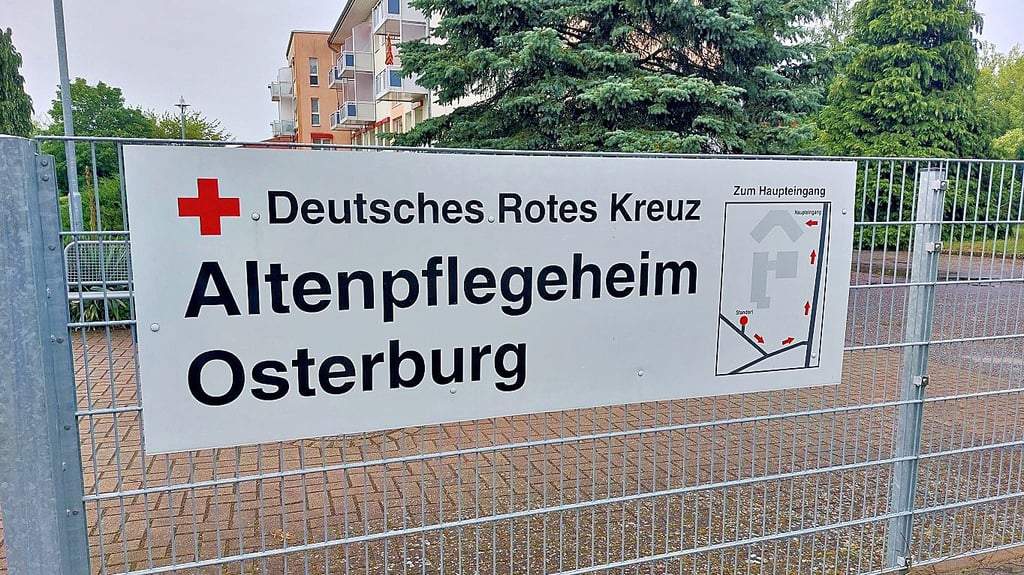 Deutsches Rotes Kreuz
Altenpflegeheim
Osterburg
Zum Haupteingang
Haupteingang
Standort